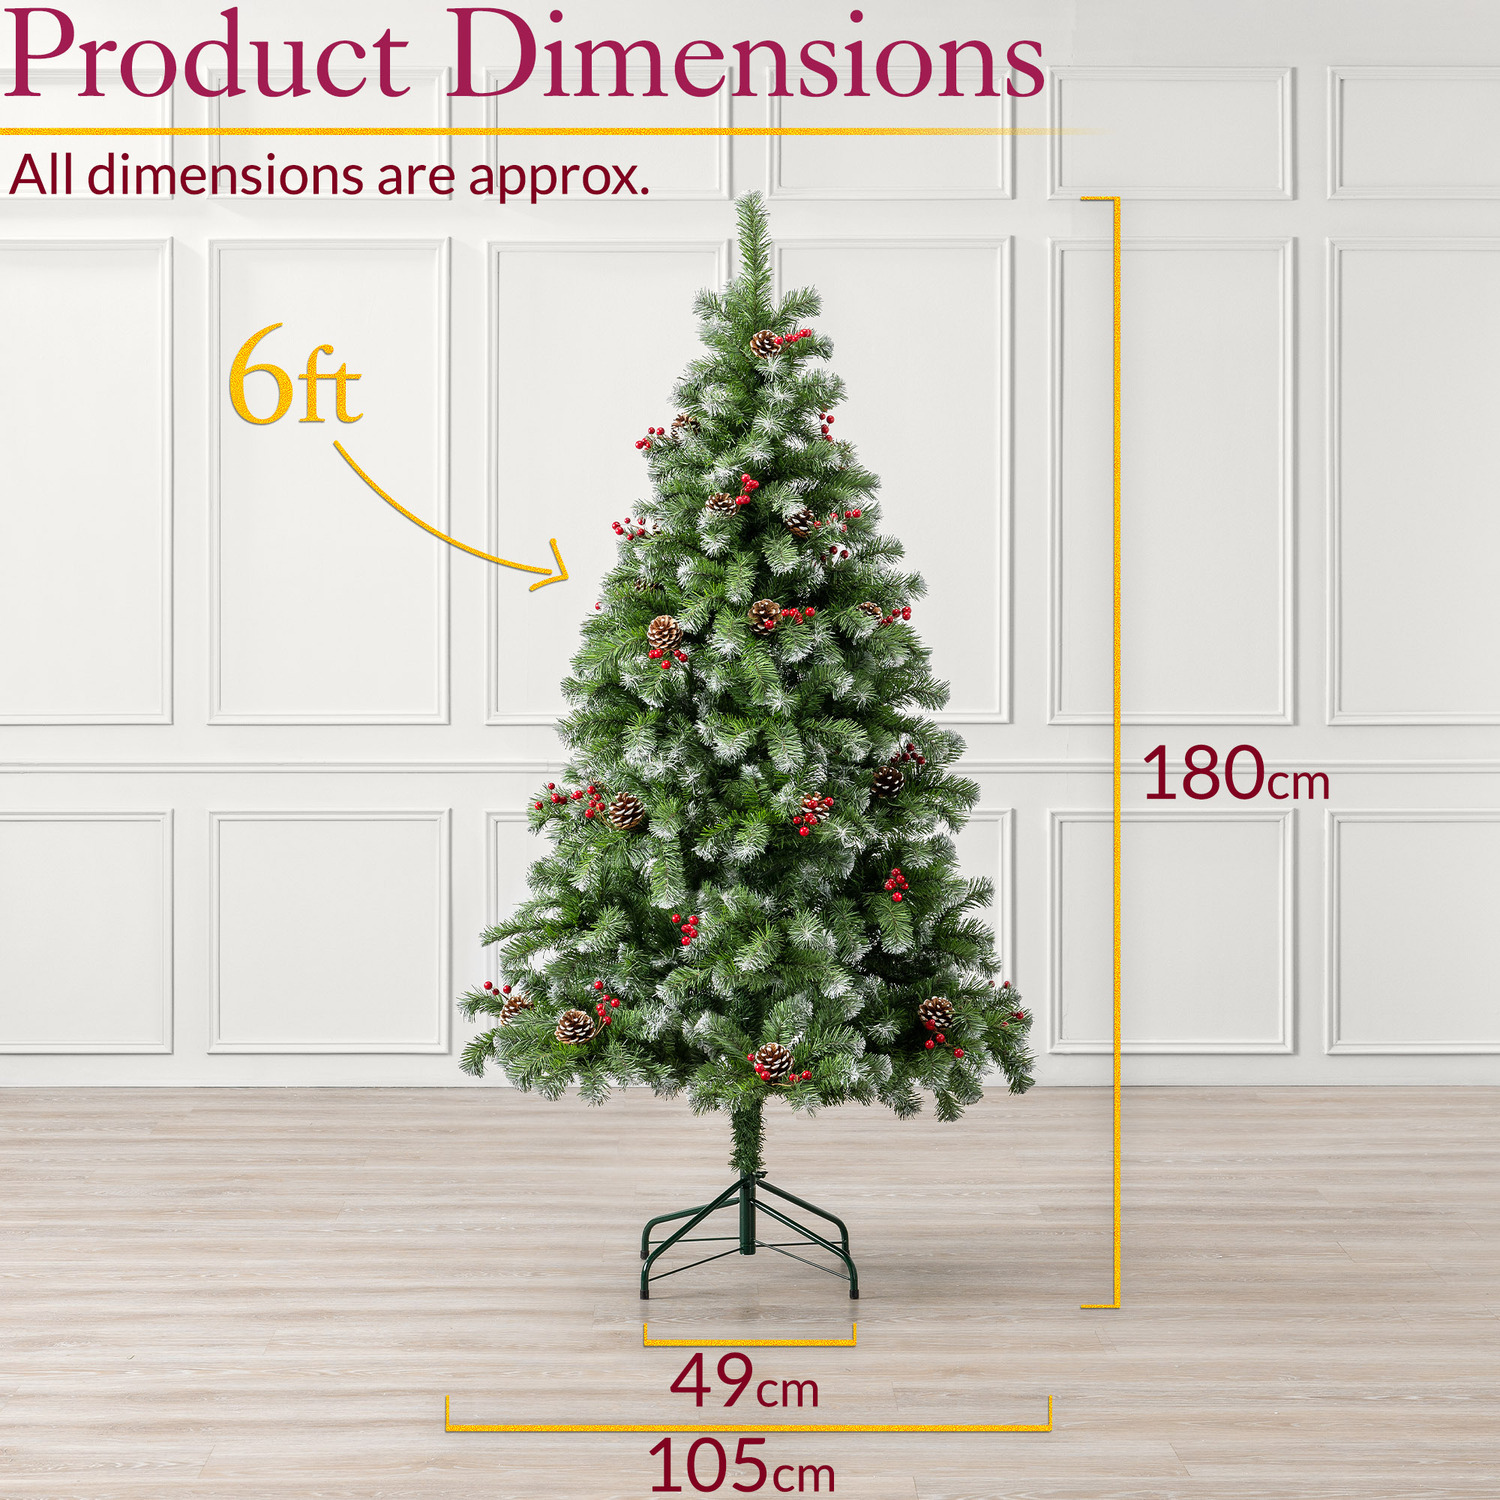 Product Dimensions
All dimensions are approx.
6ft
180cm
49cm
105cm